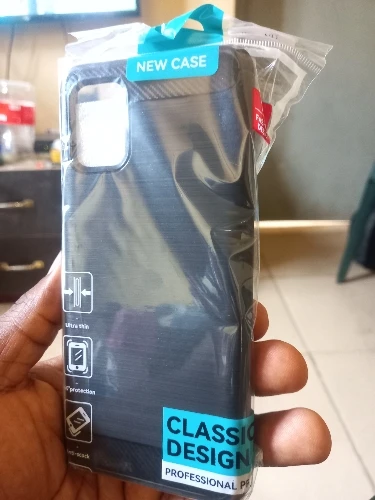 NEW CASE
Ultra thin
protection
CLASSIC
DESIGN
PROFESSIONAL